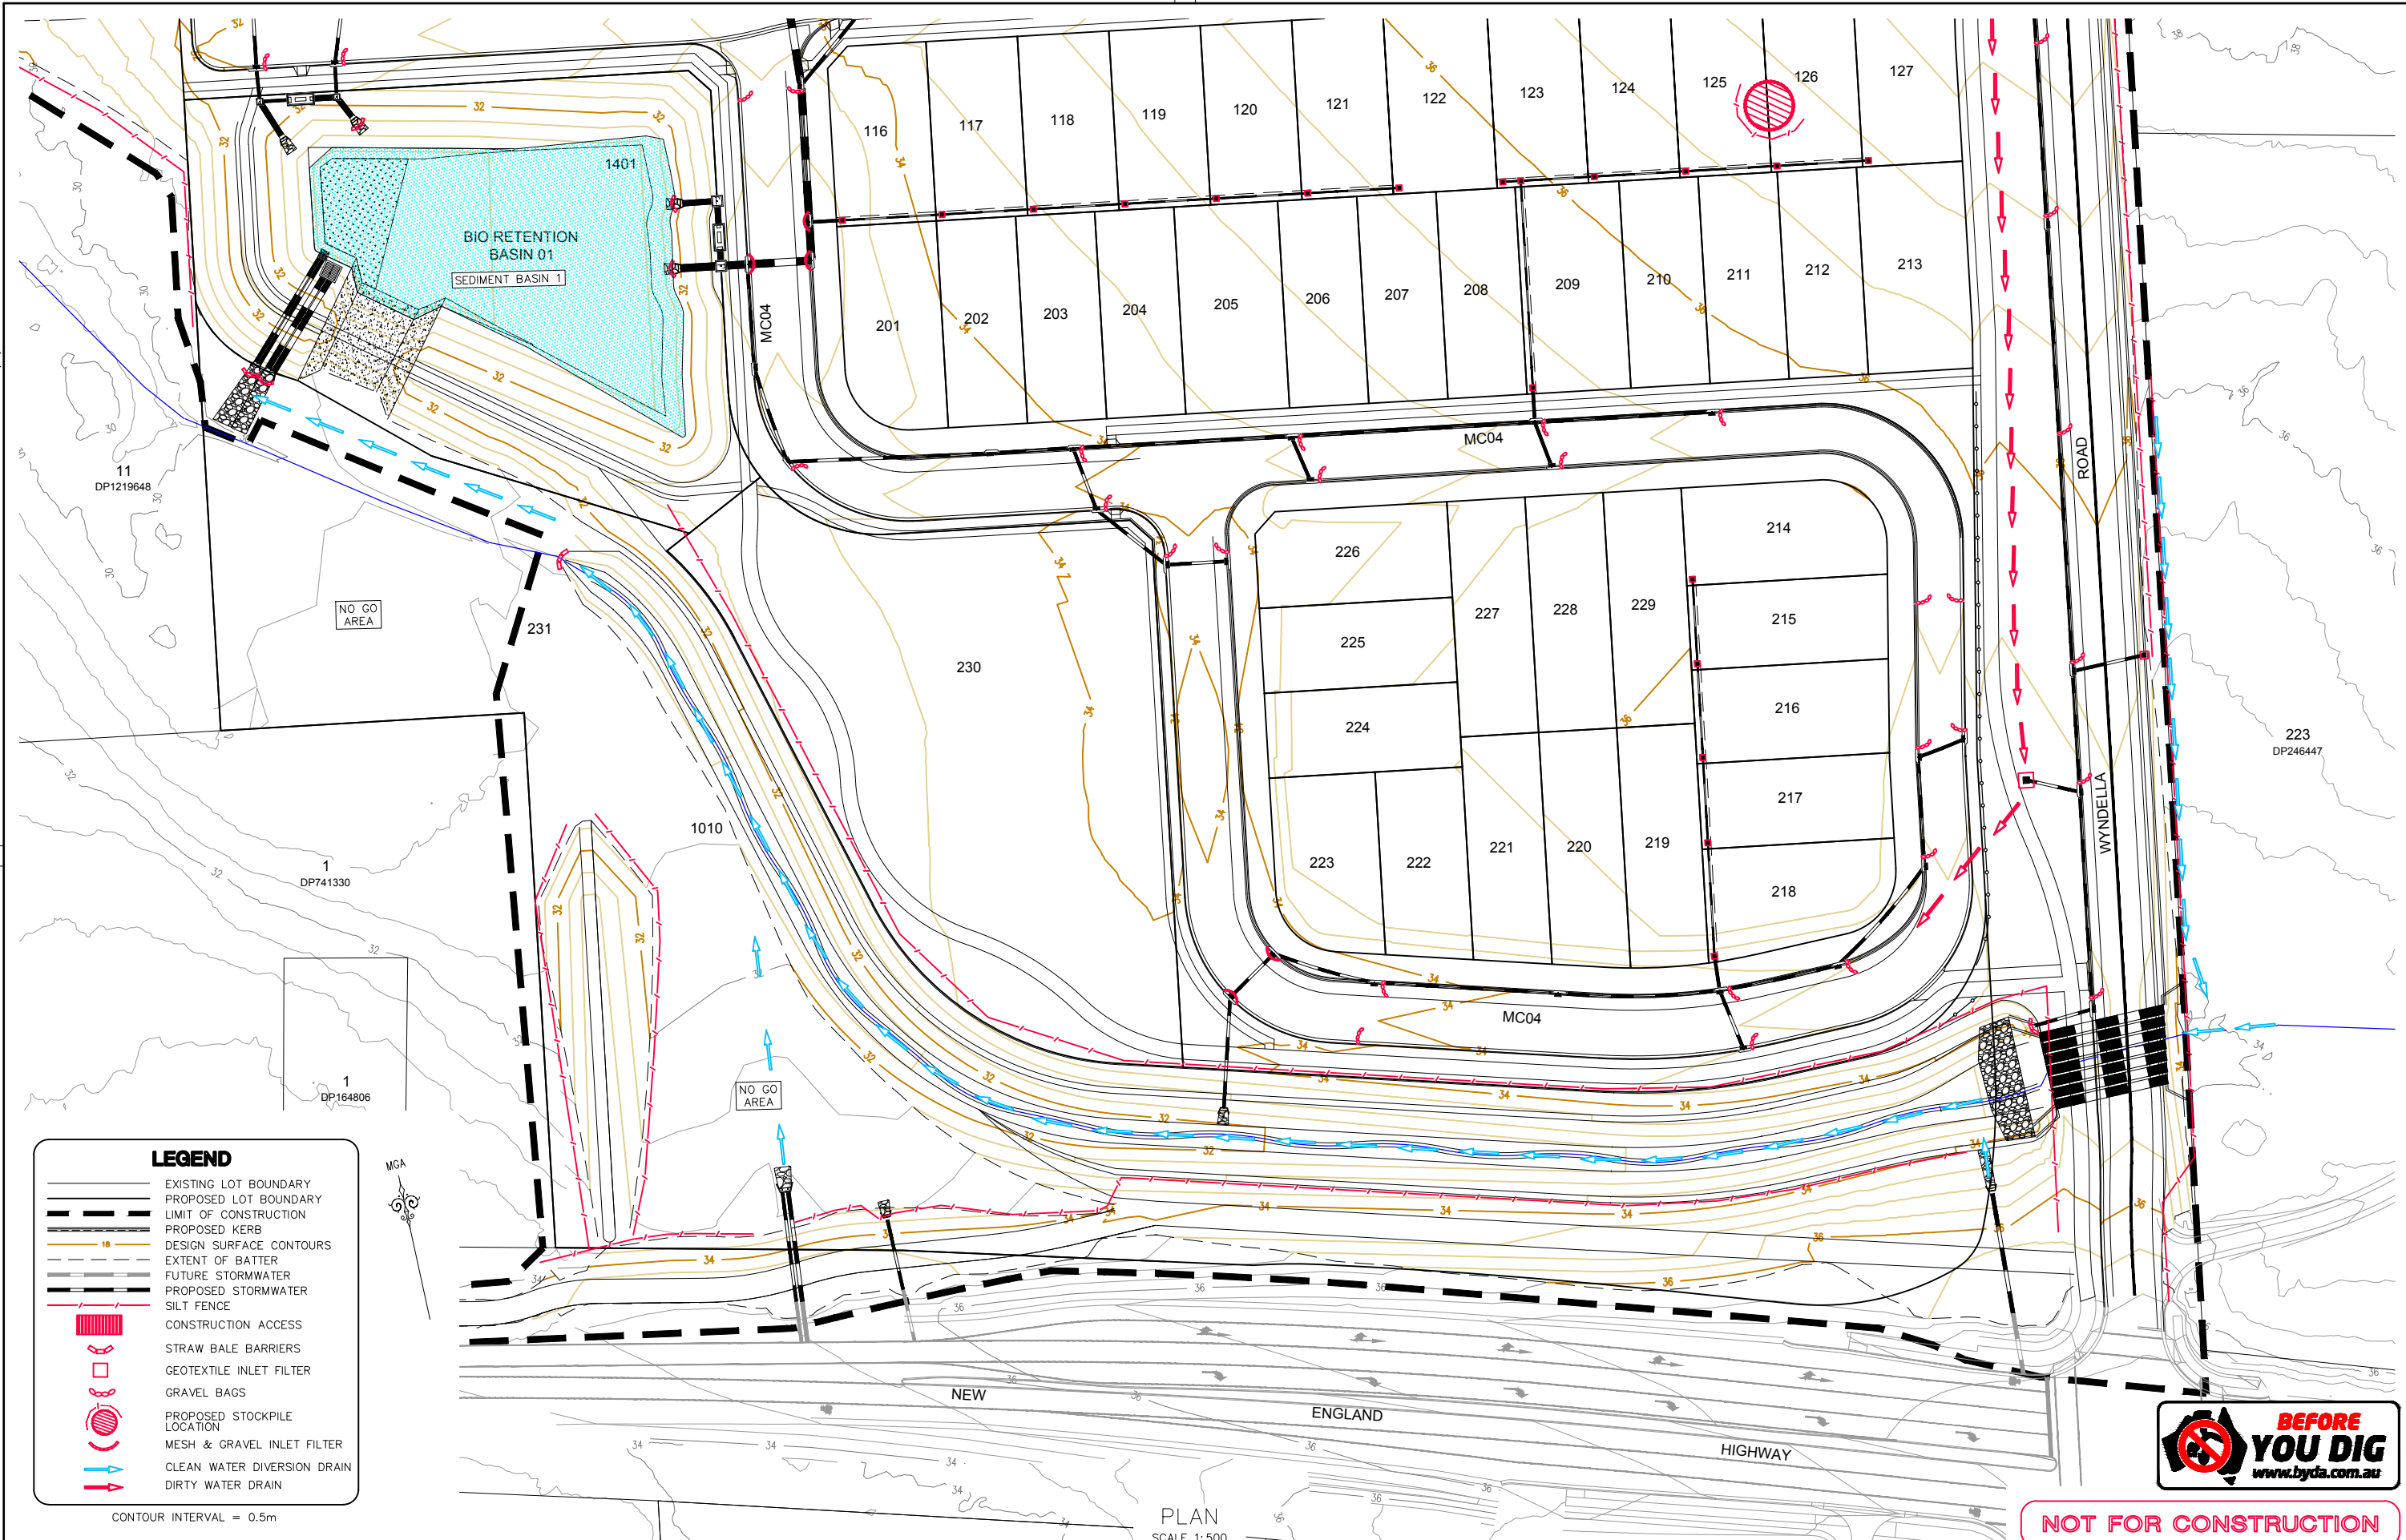 116
117
118
119
120
121
122
123
124
125
126
127
1401
BIO RETENTION
BASIN 01
SEDIMENT BASIN 1
MC04
201
202
203
204
205
206
207
208
209
210
211
212
213
MC04
11
DP1219648
NO GO
AREA
231
230
226
225
224
223
222
227
228
229
221
220
219
214
215
216
217
218
MC04
ROAD
WYNDELLA
223
DP246447
1
DP741330
1010
1
DP164806
NO GO
AREA
32
34
36
38
30
LEGEND
EXISTING LOT BOUNDARY
PROPOSED LOT BOUNDARY
LIMIT OF CONSTRUCTION
PROPOSED KERB
18 DESIGN SURFACE CONTOURS
EXTENT OF BATTER
FUTURE STORMWATER
PROPOSED STORMWATER
SILT FENCE
CONSTRUCTION ACCESS
STRAW BALE BARRIERS
GEOTEXTILE INLET FILTER
GRAVEL BAGS
PROPOSED STOCKPILE
LOCATION
MESH & GRAVEL INLET FILTER
CLEAN WATER DIVERSION DRAIN
DIRTY WATER DRAIN
CONTOUR INTERVAL = 0.5m
MGA
NEW
ENGLAND
HIGHWAY
PLAN
SCALE 1:500
BEFORE
YOU DIG
www.byda.com.au
NOT FOR CONSTRUCTION